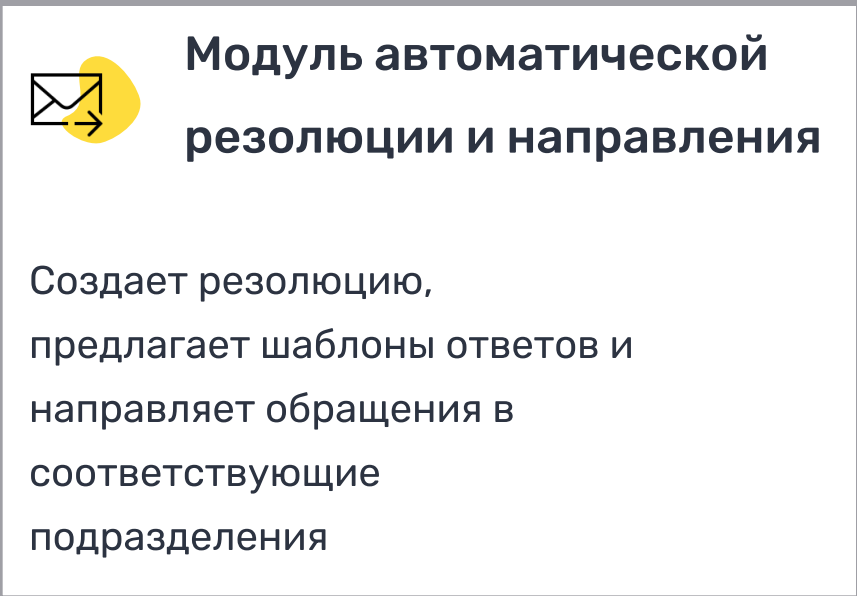 Модуль автоматической
резолюции и направления
Создает резолюцию,
предлагает шаблоны ответов и
направляет обращения в
соответствующие
подразделения